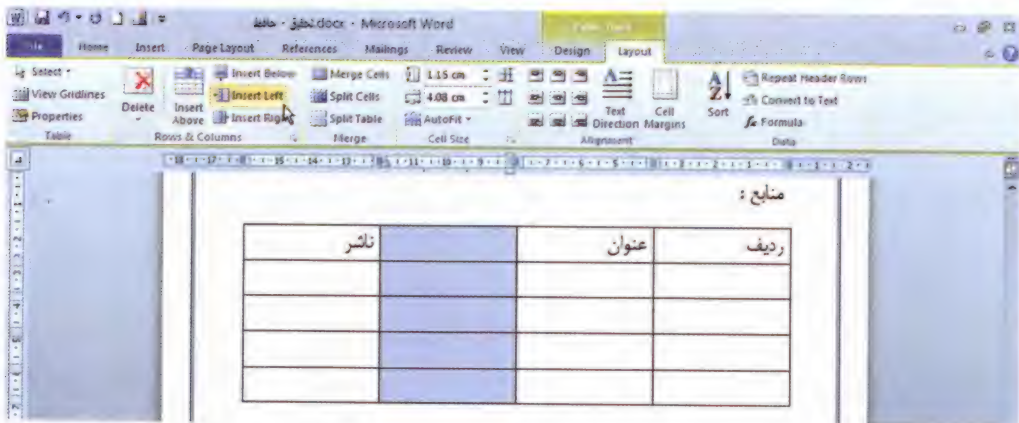 تحقیق - حافظ.docx - Microsoft Word
Table Tools
File Home Insert Page Layout References Mailings Review View Design Layout
Select
View Gridlines
Properties
Table
Delete
Insert Above
Insert Below
Insert Left
Insert Right
Rows & Columns
Merge Cells
Split Cells
Split Table
Merge
1.15 cm
4.08 cm
AutoFit
Cell Size
Text Direction
Cell Margins
Alignment
Sort
Repeat Header Rows
Convert to Text
Formula
Data
منابع :
ردیف عنوان ناشر